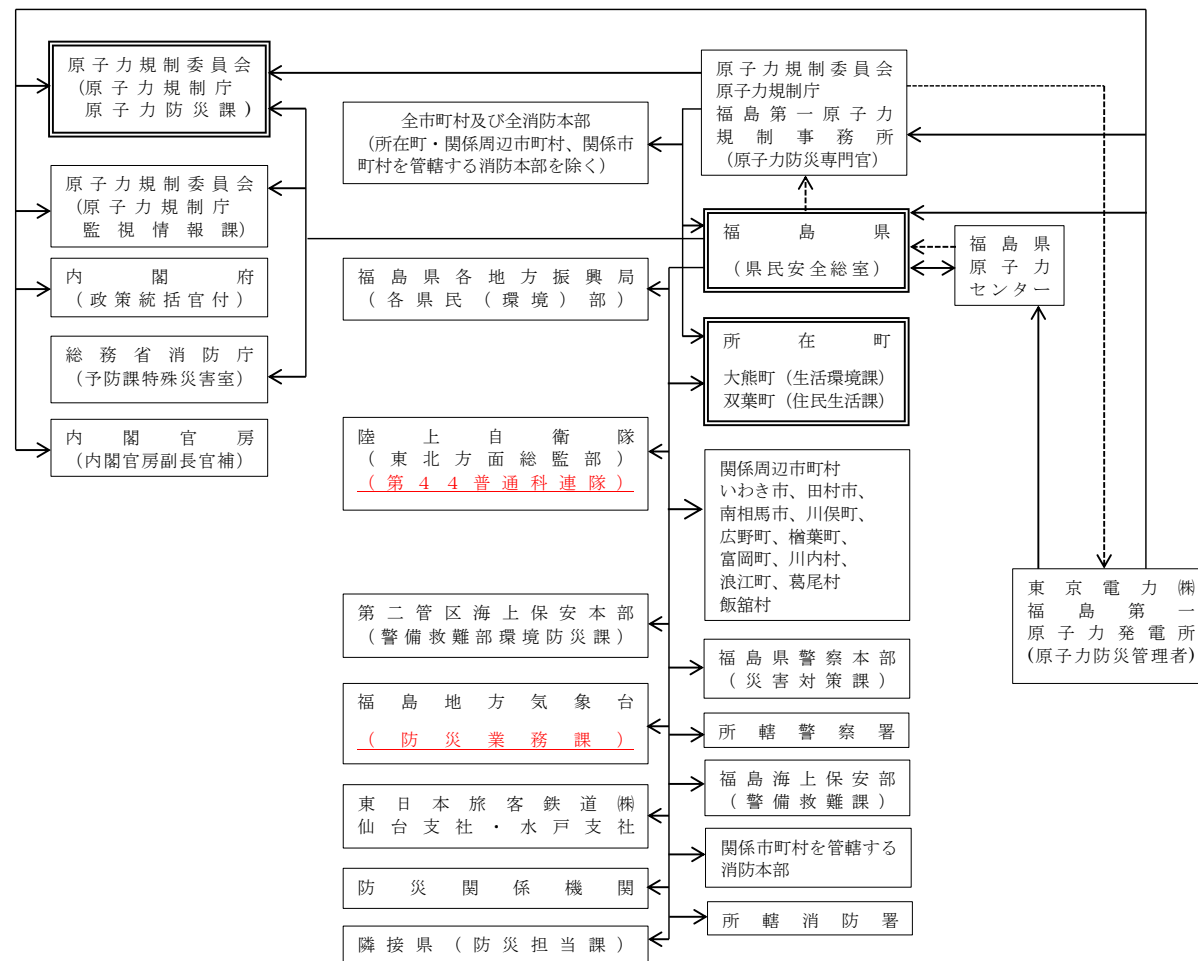 原子力規制委員会
(原子力規制庁
原子力防災課)
原子力規制委員会
(原子力規制庁
監視情報課)
内閣府
(政策統括官付)
総務省消防庁
(予防課特殊災害室)
内閣官房
(内閣官房副長官補)
全市町村及び全消防本部
(所在町・関係周辺市町村、関係市
町村を管轄する消防本部を除く)
福島県各地方振興局
(各県民(環境)部)
陸上自衛隊
(東北方面総監部)
(第44普通科連隊)
第二管区海上保安本部
(警備救難部環境防災課)
福島地方気象台
(防災業務課)
東日本旅客鉄道㈱
仙台支社・水戸支社
防災関係機関
隣接県(防災担当課)
原子力規制委員会
原子力規制庁
福島第一原子力
規制事務所
(原子力防災専門官)
福島県
(県民安全総室)
所在町
大熊町(生活環境課)
双葉町(住民生活課)
関係周辺市町村
いわき市、田村市、
南相馬市、川俣町、
広野町、楢葉町、
富岡町、川内村、
浪江町、葛尾村
飯舘村
福島県警察本部
(災害対策課)
所轄警察署
福島海上保安部
(警備救難課)
関係市町村を管轄する
消防本部
所轄消防署
福島県
原子力
センター
東京電力㈱
福島第一
原子力発電所
(原子力防災管理者)